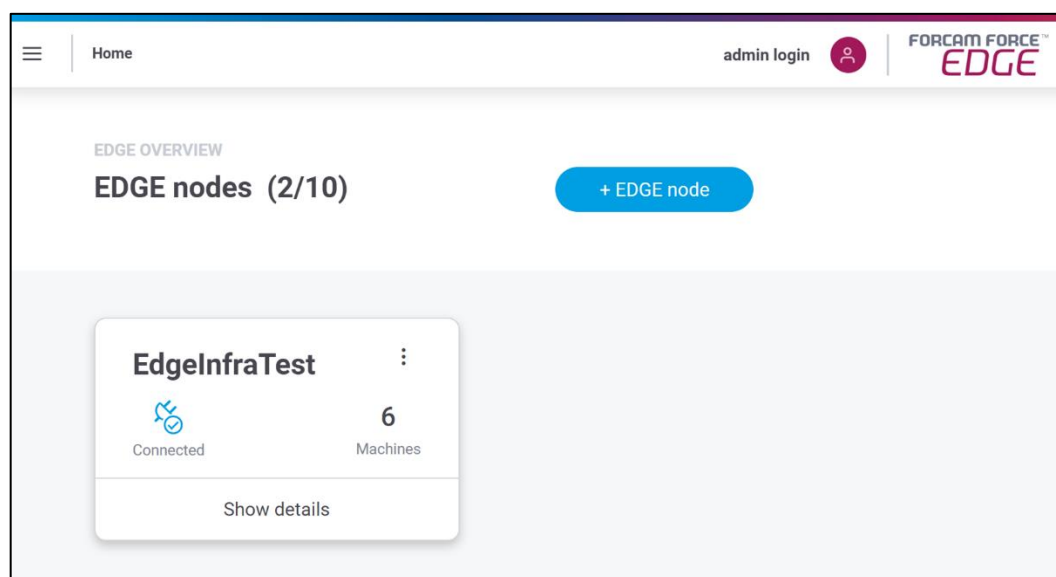 Home
admin login
FORCAM FORCE™
EDGE
EDGE OVERVIEW
EDGE nodes (2/10)
+ EDGE node
EdgeInfraTest
6
Connected
Machines
Show details